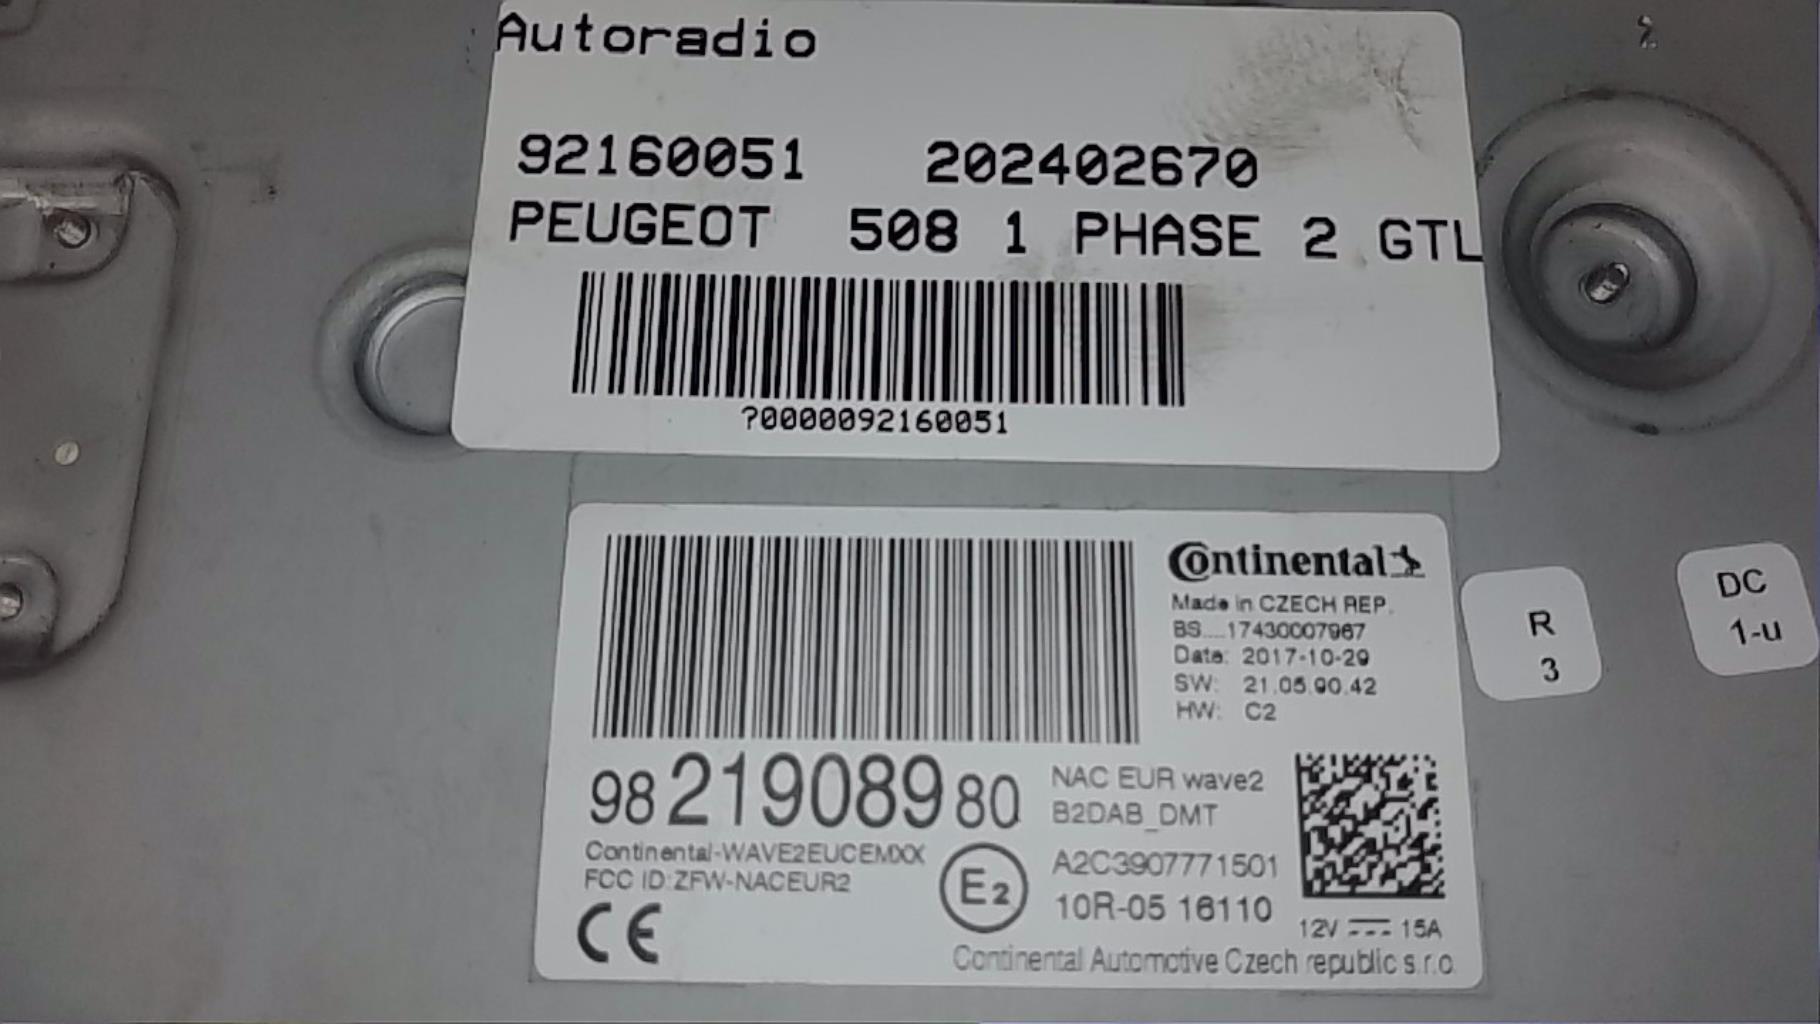 Autoradio
92160051 202402670
PEUGEOT 508 1 PHASE 2 GTL
?0000092160051
Continental
Made in CZECH REP.
BS....17430007967
Date: 2017-10-29
SW: 21.05.90.42
HW: C2
R
3
DC
1-u
98 219089 80
NAC EUR wave2
B2DAB_DMT
Continental-WAVE2EUCEMXX
FCC ID:ZFW-NACEUR2
CE
E2
A2C3907771501
10R-05 16110
12V 15A
Continental Automotive Czech republic s.r.o.